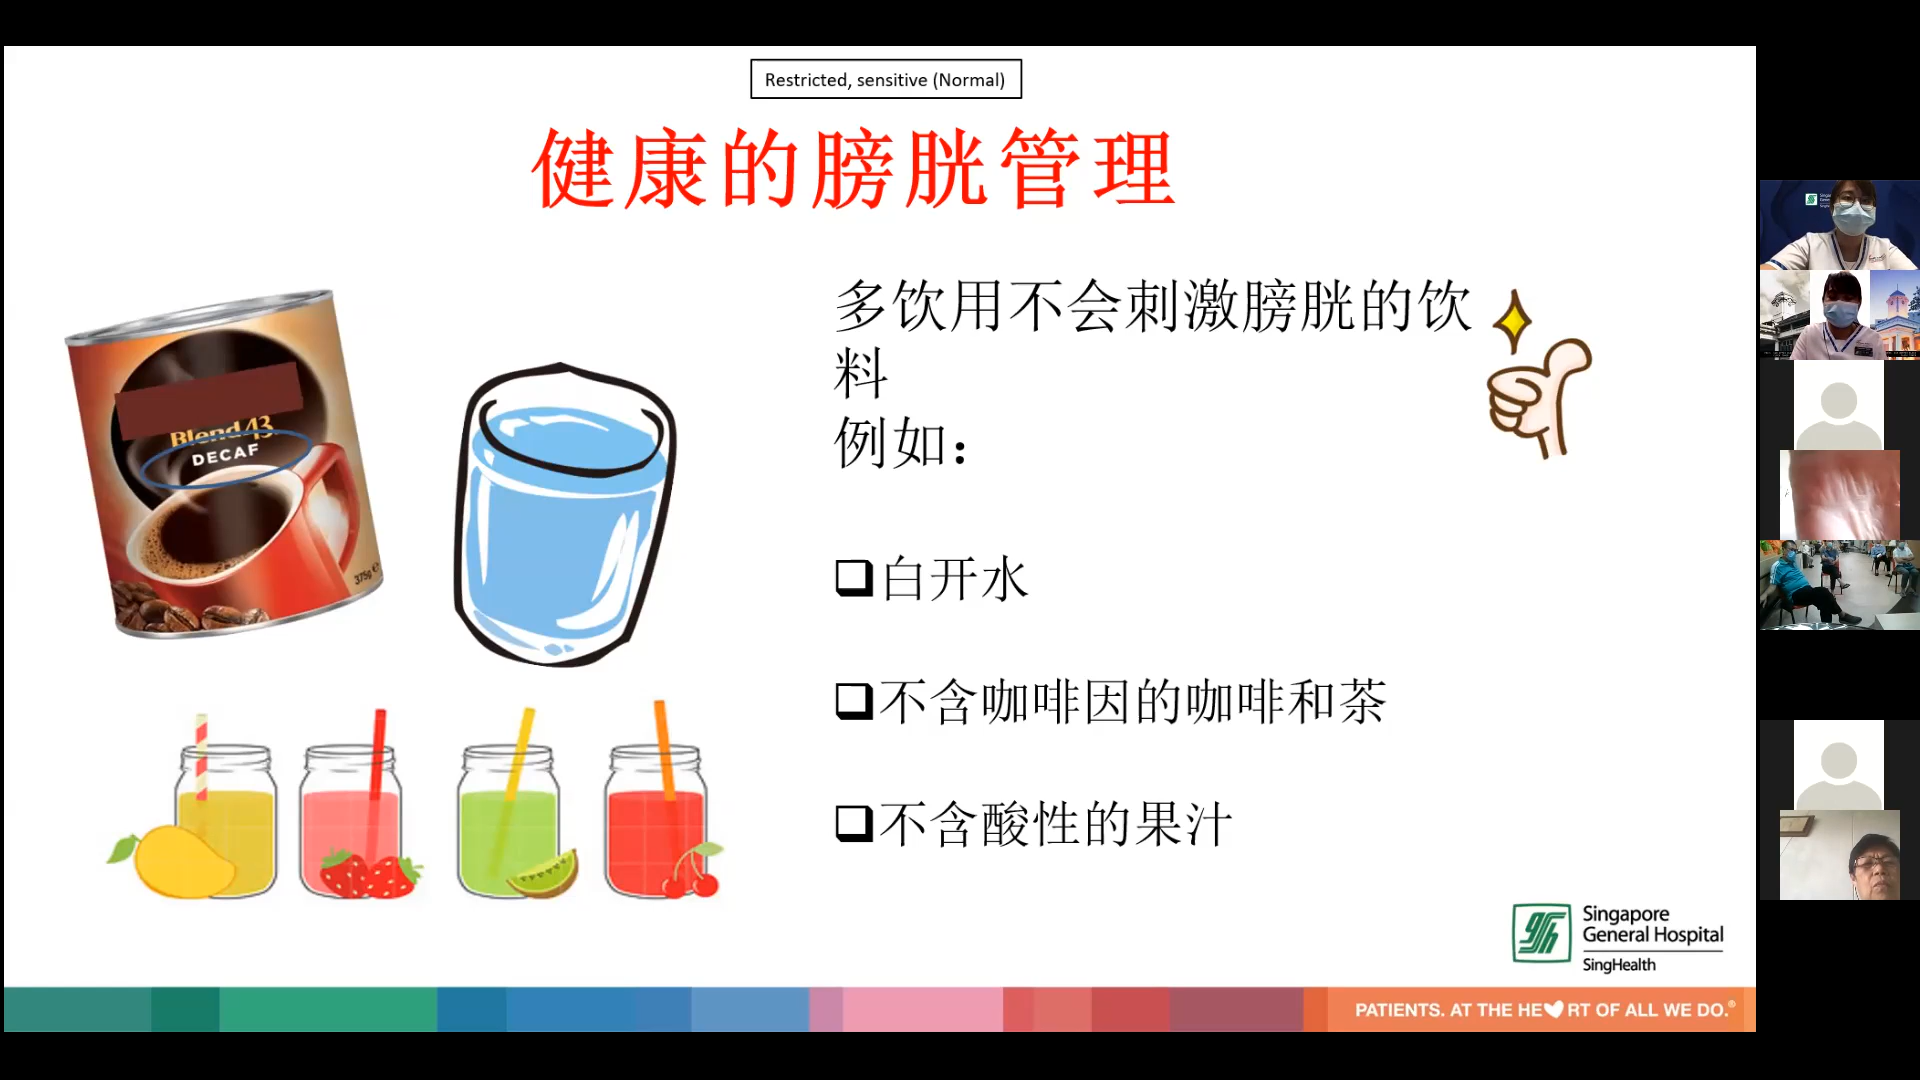 Restricted, sensitive (Normal)
健康的膀胱管理
多饮用不会刺激膀胱的饮
料
例如：
白开水
不含咖啡因的咖啡和茶
不含酸性的果汁
Blend 43
DECAF
375g e
Singapore
General Hospital
SingHealth
PATIENTS. AT THE HEART OF ALL WE DO.®